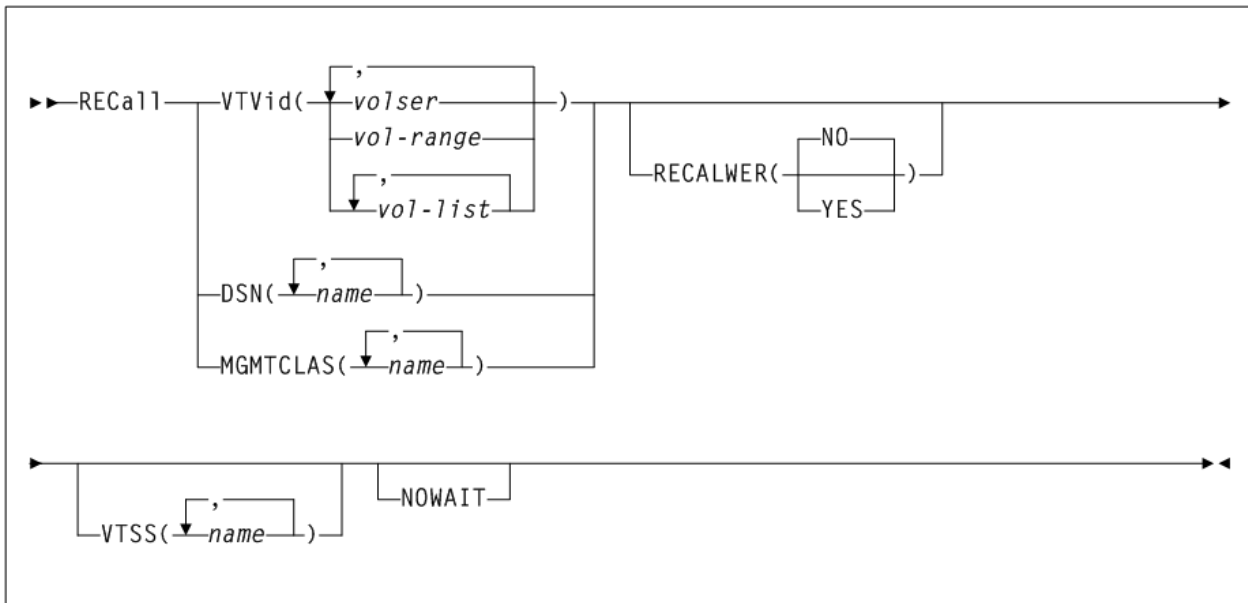 ,
RECall VTVid( volser )
vol-range
,
vol-list
RECALWER( NO )
YES
,
DSN( name )
,
MGMTCLAS( name )
,
VTSS( name )
NOWAIT